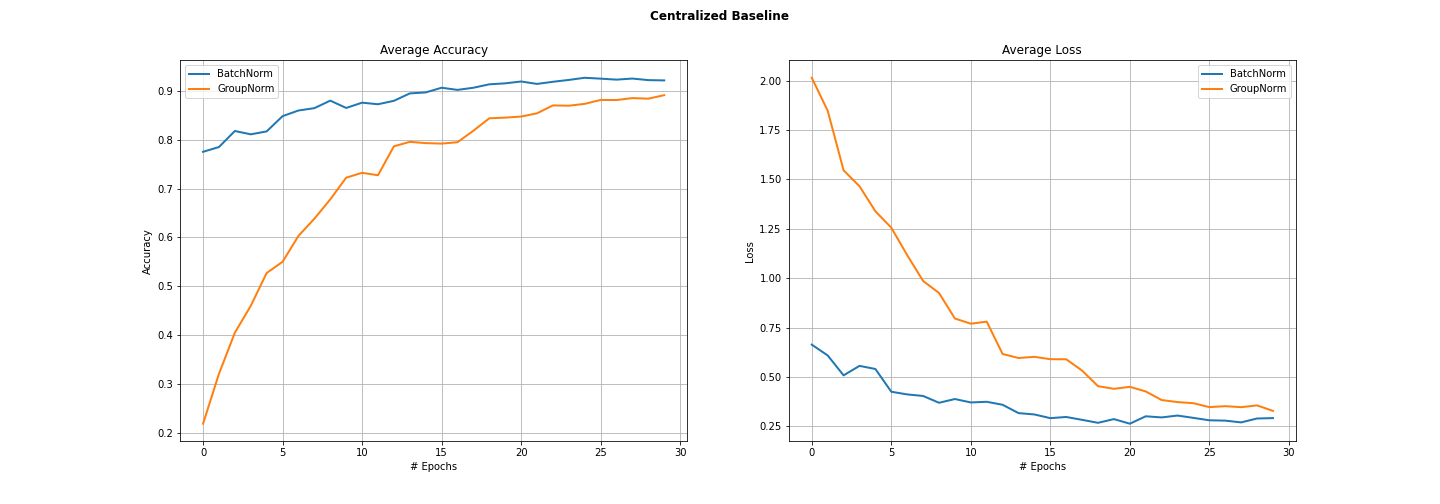 Centralized Baseline
Average Accuracy
BatchNorm
GroupNorm
Accuracy
0.9
0.8
0.7
0.6
0.5
0.4
0.3
0.2
0 5 10 15 20 25 30
# Epochs
Average Loss
BatchNorm
GroupNorm
Loss
2.00
1.75
1.50
1.25
1.00
0.75
0.50
0.25
0 5 10 15 20 25 30
# Epochs